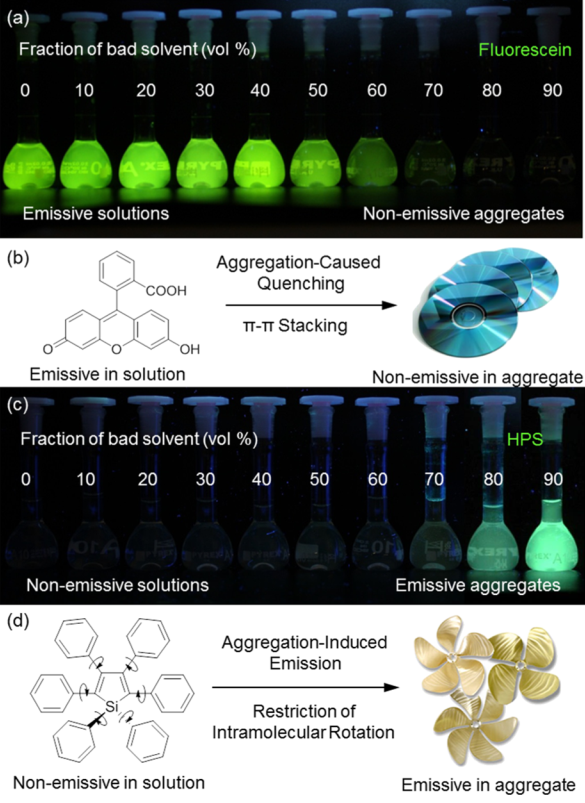 (a)
Fraction of bad solvent (vol %)
Fluorescein
0 10 20 30 40 50 60 70 80 90
Emissive solutions
Non-emissive aggregates
(b)
COOH
O
O
OH
Emissive in solution
Aggregation-Caused
Quenching
π-π Stacking
Non-emissive in aggregate
(c)
Fraction of bad solvent (vol %)
HPS
0 10 20 30 40 50 60 70 80 90
Non-emissive solutions
Emissive aggregates
(d)
Si
Non-emissive in solution
Aggregation-Induced
Emission
Restriction of
Intramolecular Rotation
Emissive in aggregate